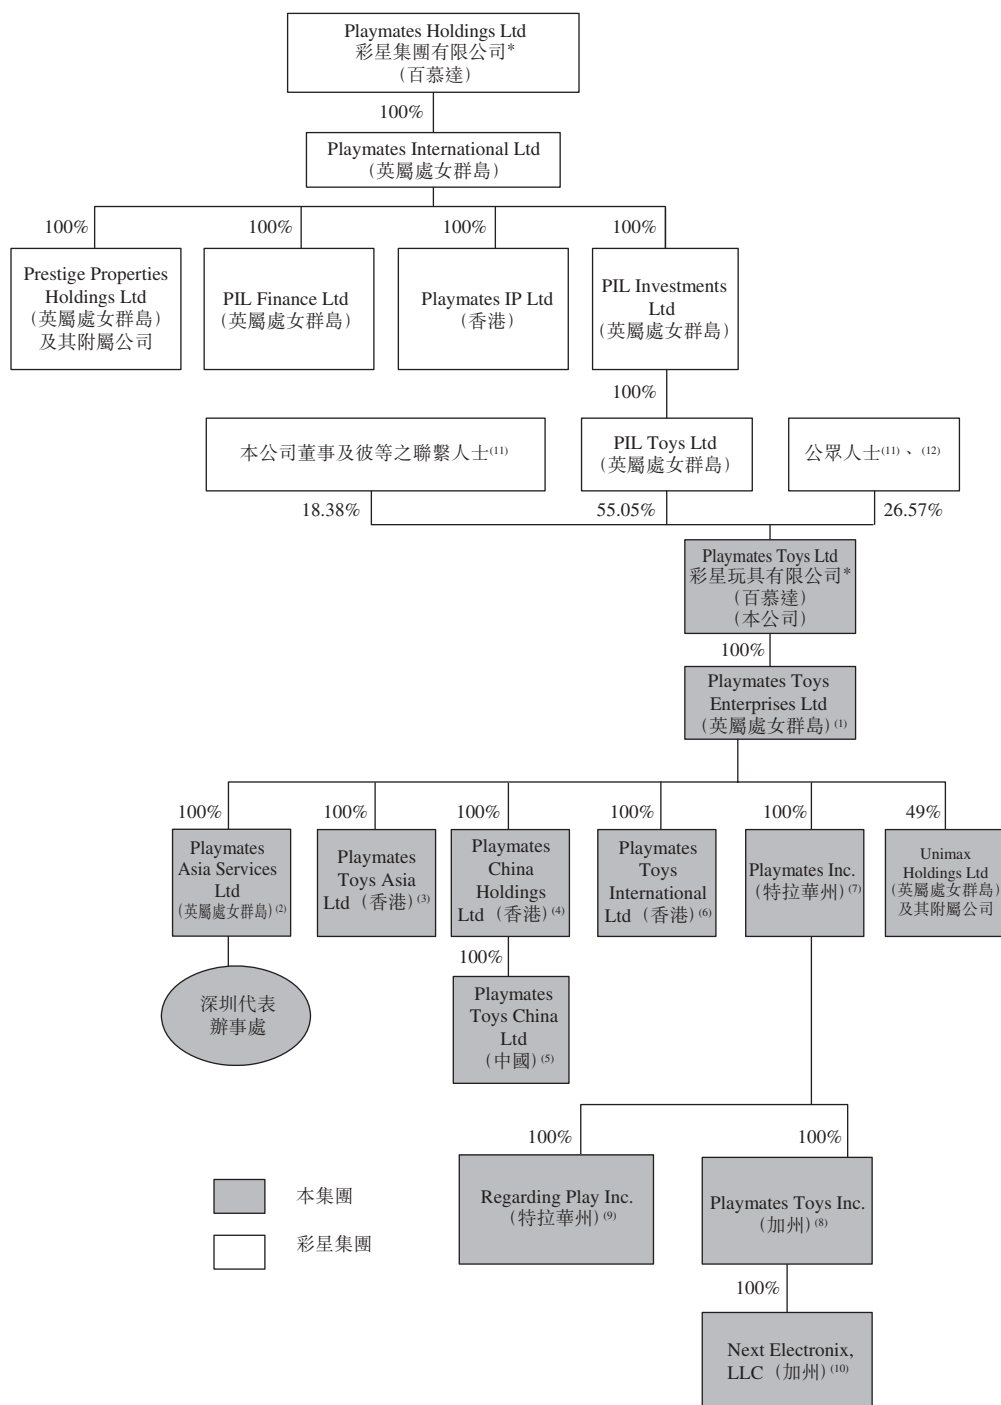 Playmates Holdings Ltd
彩星集團有限公司*
（百慕達）
100%
Playmates International Ltd
（英屬處女群島）
100%
100%
100%
100%
Prestige Properties
Holdings Ltd
（英屬處女群島）
及其附屬公司
PIL Finance Ltd
（英屬處女群島）
Playmates IP Ltd
（香港）
PIL Investments
Ltd
（英屬處女群島）
100%
本公司董事及彼等之聯繫人士(11)
PIL Toys Ltd
（英屬處女群島）
公眾人士(11)、(12)
18.38%
55.05%
26.57%
Playmates Toys Ltd
彩星玩具有限公司*
（百慕達）
（本公司）
100%
Playmates Toys
Enterprises Ltd
（英屬處女群島）(1)
100%
100%
100%
100%
100%
49%
Playmates
Asia Services
Ltd
（英屬處女群島）(2)
Playmates
Toys Asia
Ltd（香港）(3)
Playmates
China
Holdings
Ltd（香港）(4)
Playmates
Toys
International
Ltd（香港）(6)
Playmates Inc.
（特拉華州）(7)
Unimax
Holdings Ltd
（英屬處女群島）
及其附屬公司
100%
深圳代表
辦事處
Playmates
Toys China
Ltd
（中國）(5)
100%
100%
Regarding Play Inc.
（特拉華州）(9)
Playmates Toys Inc.
（加州）(8)
本集團
彩星集團
100%
Next Electronix,
LLC（加州）(10)